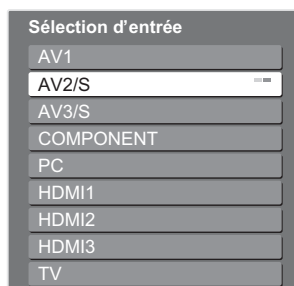 Sélection d’entrée
AV1
AV2/S
AV3/S
COMPONENT
PC
HDMI1
HDMI2
HDMI3
TV